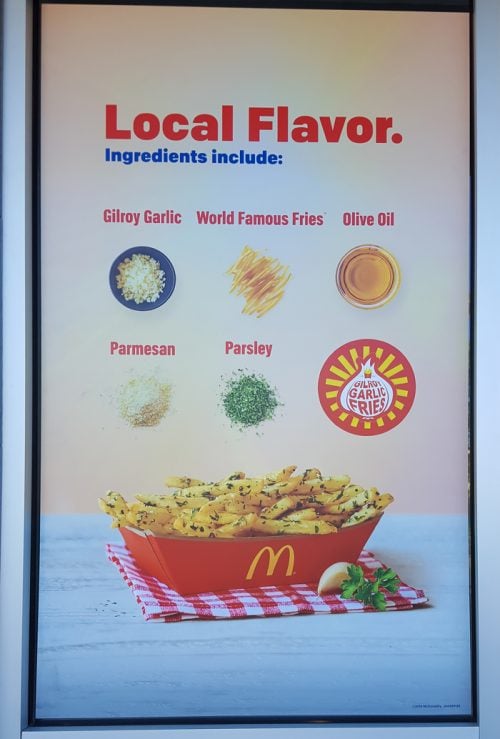 Local Flavor.
Ingredients include:
Gilroy Garlic World Famous Fries Olive Oil
Parmesan Parsley
GILROY
GARLIC
FRIES
M